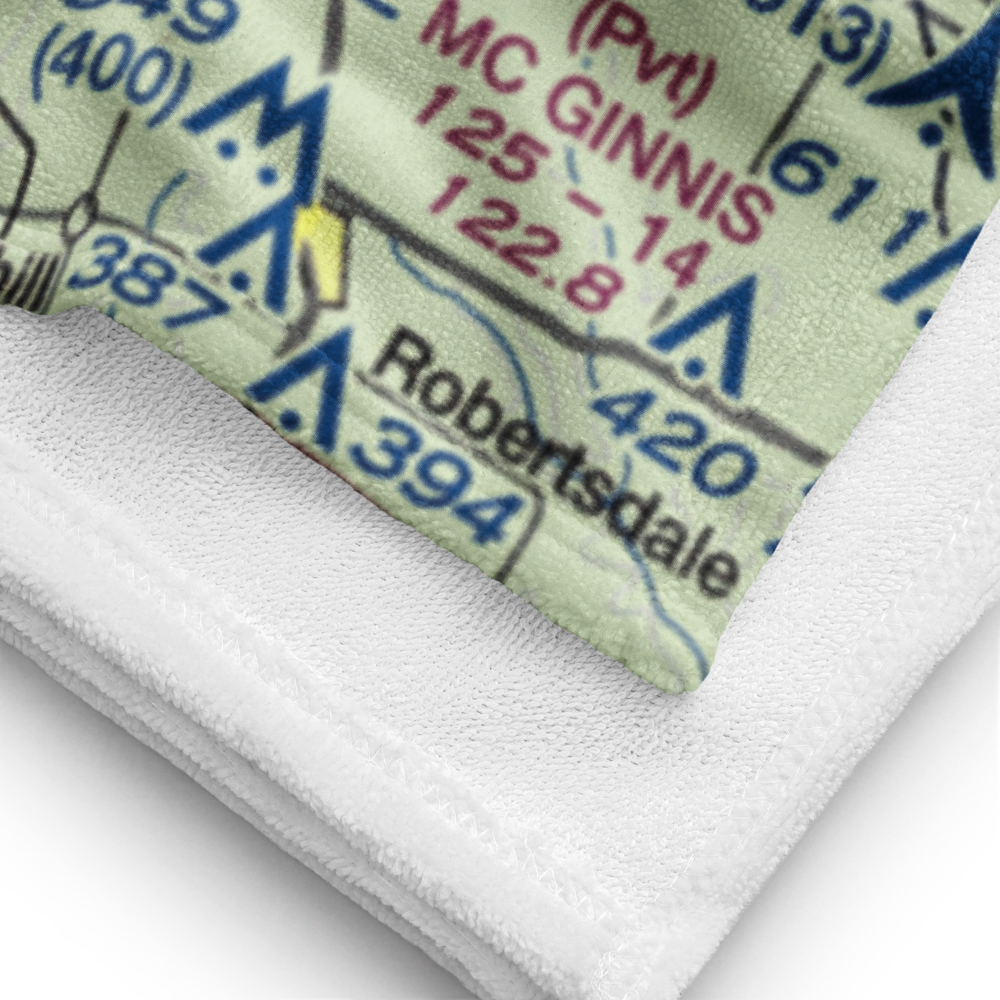 (400)
(Pvt)
MC GINNIS
125 - 14
122.8
611
387
420
394
Robertsdale